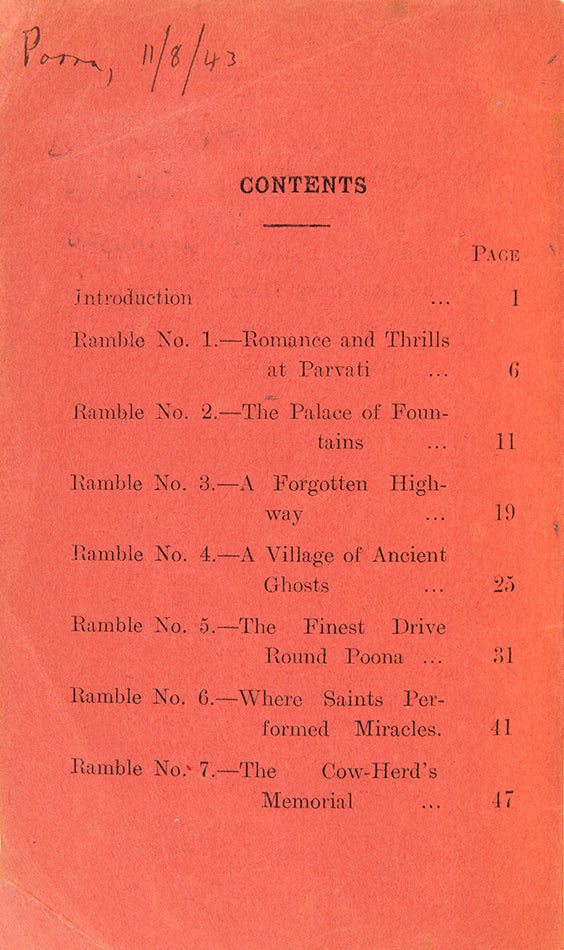 Poona, 11/8/43
CONTENTS
PAGE
Introduction ... 1
Ramble No. 1.—Romance and Thrills
at Parvati ... 6
Ramble No. 2.—The Palace of Foun-
tains ... 11
Ramble No. 3.—A Forgotten High-
way ... 19
Ramble No. 4.—A Village of Ancient
Ghosts ... 25
Ramble No. 5.—The Finest Drive
Round Poona ... 31
Ramble No. 6.—Where Saints Per-
formed Miracles. 41
Ramble No. 7.—The Cow-Herd's
Memorial ... 47